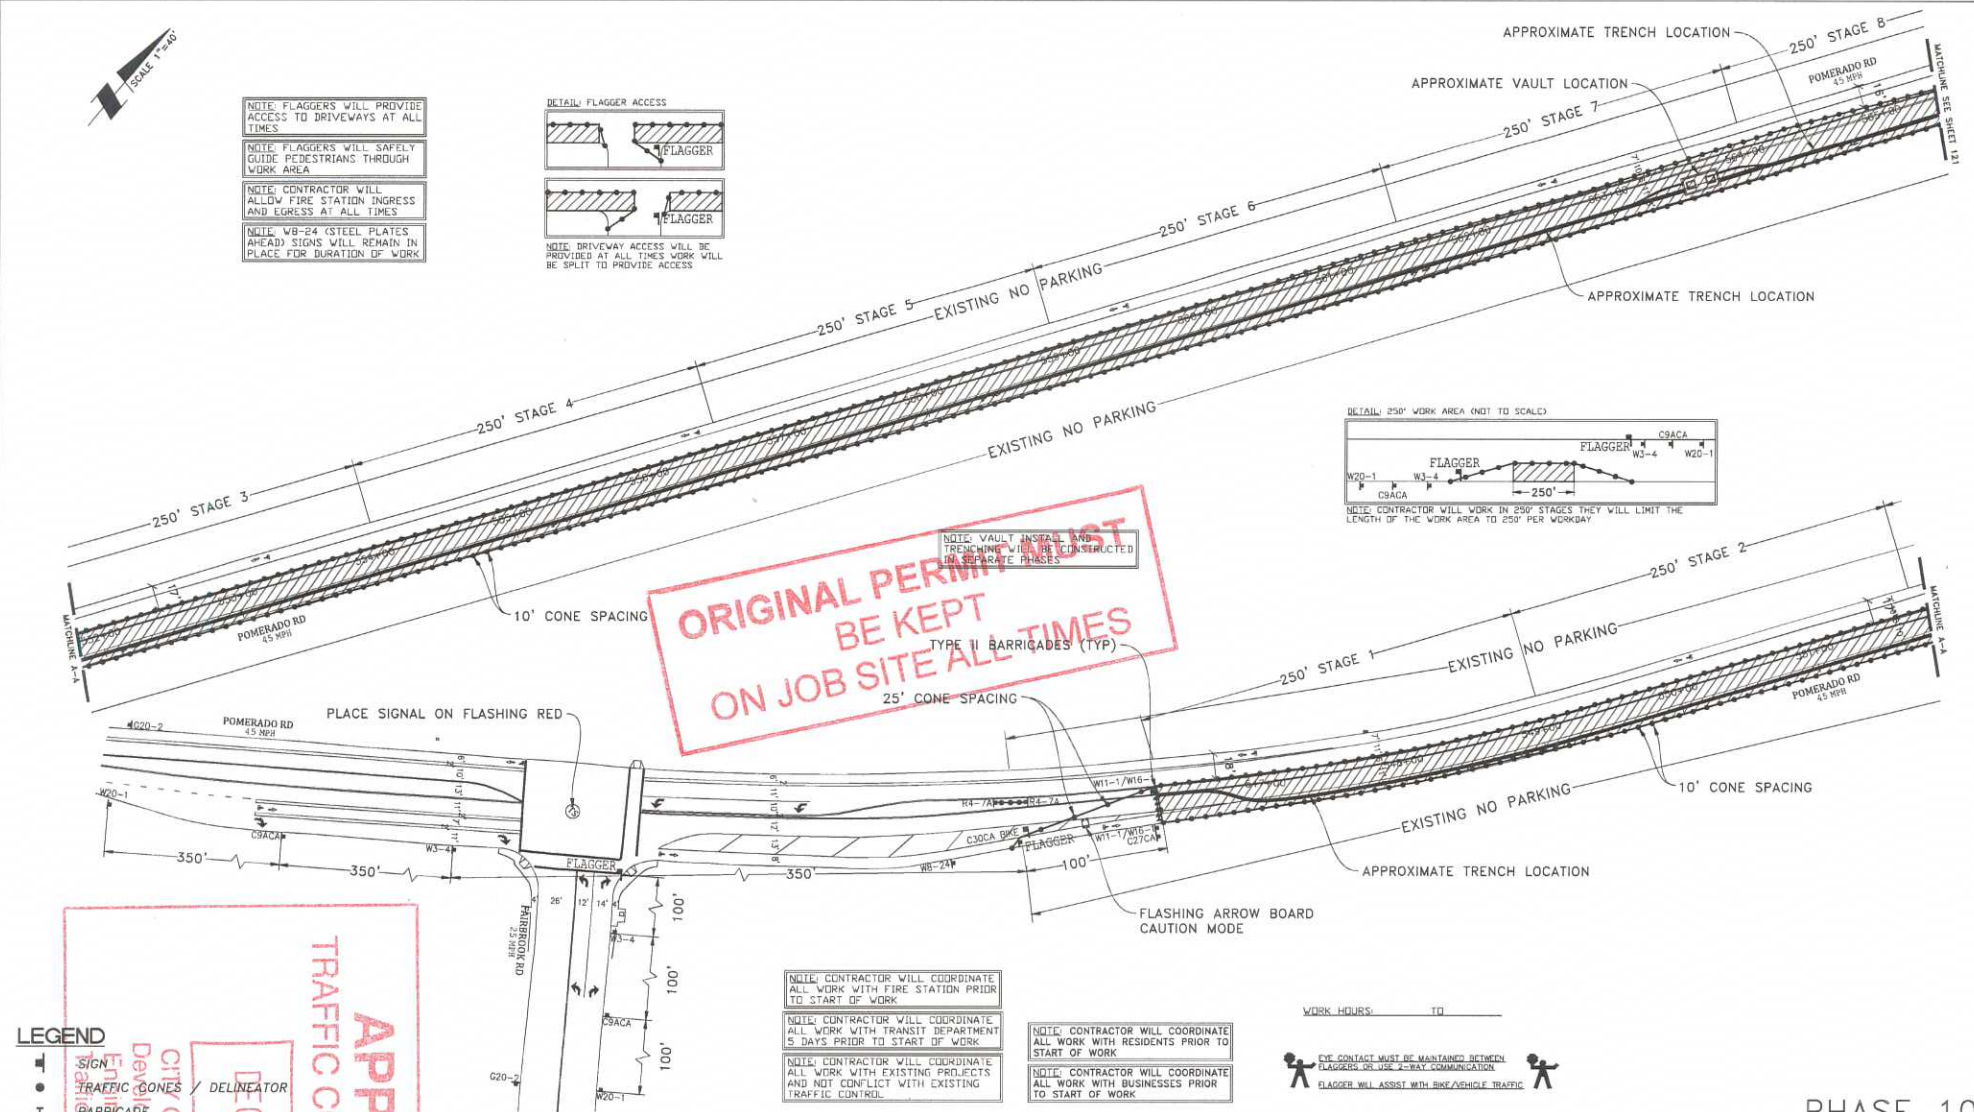 SCALE 1"=40'
NOTE: FLAGGERS WILL PROVIDE
ACCESS TO DRIVEWAYS AT ALL
TIMES
NOTE: FLAGGERS WILL SAFELY
GUIDE PEDESTRIANS THROUGH
WORK AREA
NOTE: CONTRACTOR WILL
ALLOW FIRE STATION INGRESS
AND EGRESS AT ALL TIMES
NOTE: W8-24 (STEEL PLATES
AHEAD) SIGNS WILL REMAIN IN
PLACE FOR DURATION OF WORK
DETAIL: FLAGGER ACCESS
FLAGGER
FLAGGER
NOTE: DRIVEWAY ACCESS WILL BE
PROVIDED AT ALL TIMES WORK WILL
BE SPLIT TO PROVIDE ACCESS
APPROXIMATE TRENCH LOCATION
APPROXIMATE VAULT LOCATION
250' STAGE 8
POMERADO RD
45 MPH
16'
MATCHLINE SEE SHEET 121
250' STAGE 7
250' STAGE 6
250' STAGE 5
EXISTING NO PARKING
250' STAGE 4
250' STAGE 3
APPROXIMATE TRENCH LOCATION
EXISTING NO PARKING
17'
MATCHLINE A-A
POMERADO RD
45 MPH
10' CONE SPACING
DETAIL: 250' WORK AREA (NOT TO SCALE)
FLAGGER
C9ACA
W3-4
W20-1
FLAGGER
W20-1
W3-4
C9ACA
250'
NOTE: CONTRACTOR WILL WORK IN 250' STAGES THEY WILL LIMIT THE
LENGTH OF THE WORK AREA TO 250' PER WORKDAY
NOTE: VAULT INSTALL AND
TRENCHING WILL BE CONSTRUCTED
IN SEPARATE PHASES
ORIGINAL PERMIT MUST
BE KEPT
ON JOB SITE ALL TIMES
TYPE II BARRICADES (TYP)
25' CONE SPACING
250' STAGE 2
250' STAGE 1
EXISTING NO PARKING
MATCHLINE A-A
POMERADO RD
45 MPH
10' CONE SPACING
EXISTING NO PARKING
APPROXIMATE TRENCH LOCATION
PLACE SIGNAL ON FLASHING RED
G20-2
POMERADO RD
45 MPH
W20-1
C9ACA
W3-4
350'
350'
FLAGGER
350'
W8-24
C30CA BIKE
FLAGGER
R4-7A
R4-7A
W11-1/W16-
W11-1/W16-
C27CA
18'
100'
FLASHING ARROW BOARD
CAUTION MODE
4'
26'
12'
14'
4'
FAIRBROOK RD
25 MPH
100'
W3-4
100'
C9ACA
100'
G20-2
W20-1
LEGEND
SIGN
TRAFFIC CONES / DELINEATOR
BARRICADE
APPR
TRAFFIC C
CITY
Develo
NOTE: CONTRACTOR WILL COORDINATE
ALL WORK WITH FIRE STATION PRIOR
TO START OF WORK
NOTE: CONTRACTOR WILL COORDINATE
ALL WORK WITH TRANSIT DEPARTMENT
5 DAYS PRIOR TO START OF WORK
NOTE: CONTRACTOR WILL COORDINATE
ALL WORK WITH EXISTING PROJECTS
AND NOT CONFLICT WITH EXISTING
TRAFFIC CONTROL
NOTE: CONTRACTOR WILL COORDINATE
ALL WORK WITH RESIDENTS PRIOR TO
START OF WORK
NOTE: CONTRACTOR WILL COORDINATE
ALL WORK WITH BUSINESSES PRIOR
TO START OF WORK
WORK HOURS: TO
EYE CONTACT MUST BE MAINTAINED BETWEEN
FLAGGERS OR USE 2-WAY COMMUNICATION
FLAGGER WILL ASSIST WITH BIKE/VEHICLE TRAFFIC
PHASE 10